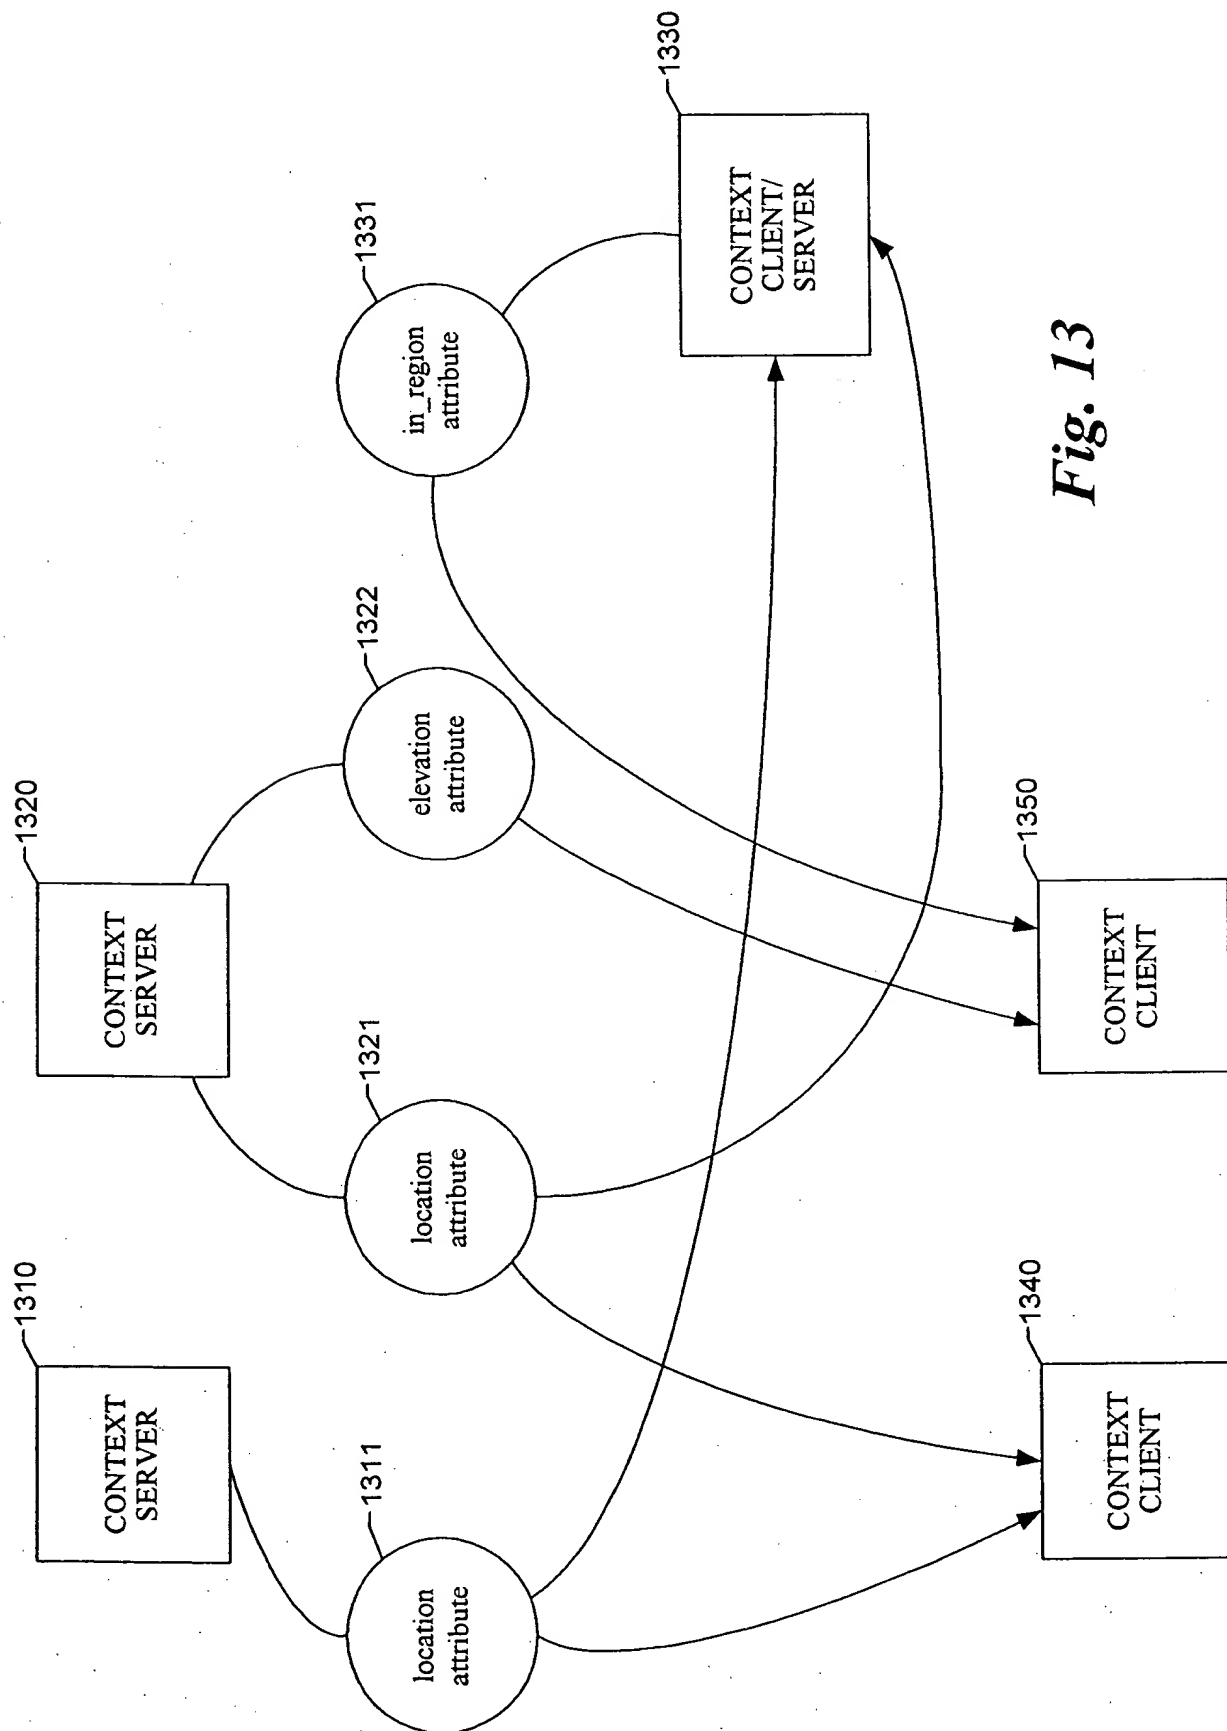 1310
CONTEXT
SERVER
1320
CONTEXT
SERVER
1311
location
attribute
1321
location
attribute
1322
elevation
attribute
1331
in_region
attribute
1330
CONTEXT
CLIENT/
SERVER
1340
CONTEXT
CLIENT
1350
CONTEXT
CLIENT
Fig. 13